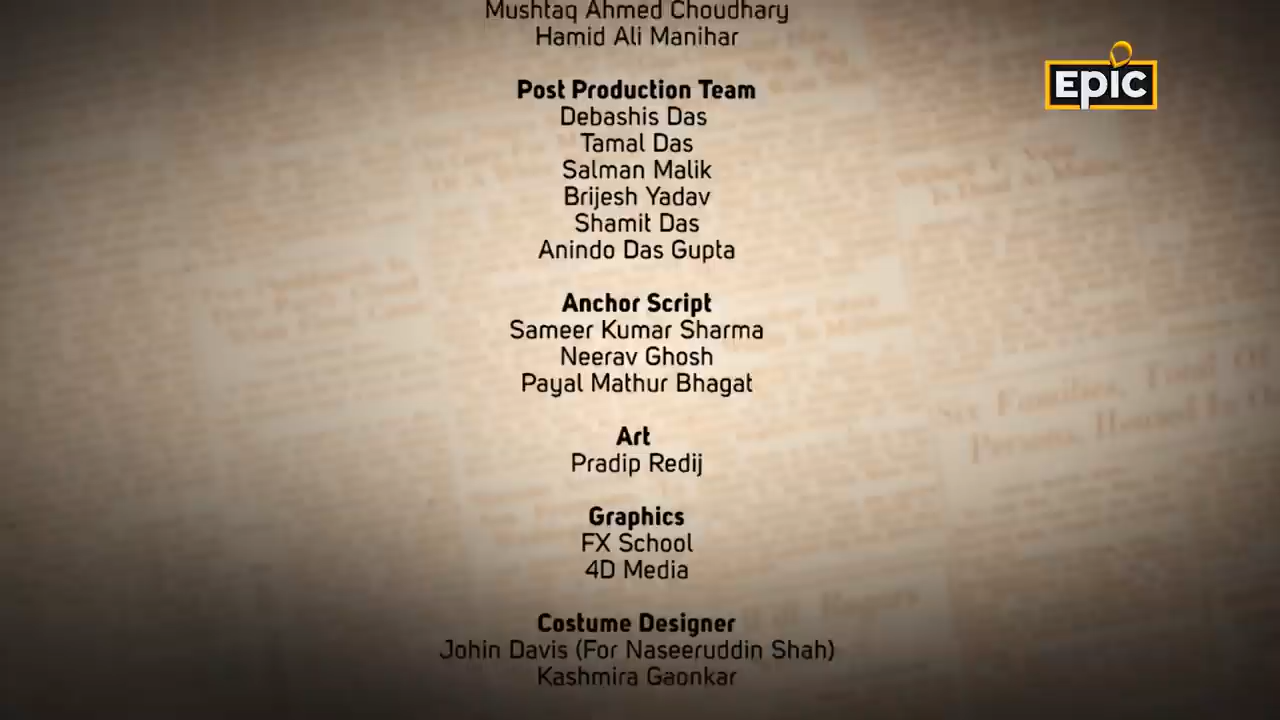 Mushtaq Ahmed Choudhary
Hamid Ali Manihar
EPIC
Post Production Team
Debashis Das
Tamal Das
Salman Malik
Brijesh Yadav
Shamit Das
Anindo Das Gupta
Anchor Script
Sameer Kumar Sharma
Neerav Ghosh
Payal Mathur Bhagat
Art
Pradip Redij
Graphics
FX School
4D Media
Costume Designer
Johin Davis (For Naseeruddin Shah)
Kashmira Gaonkar